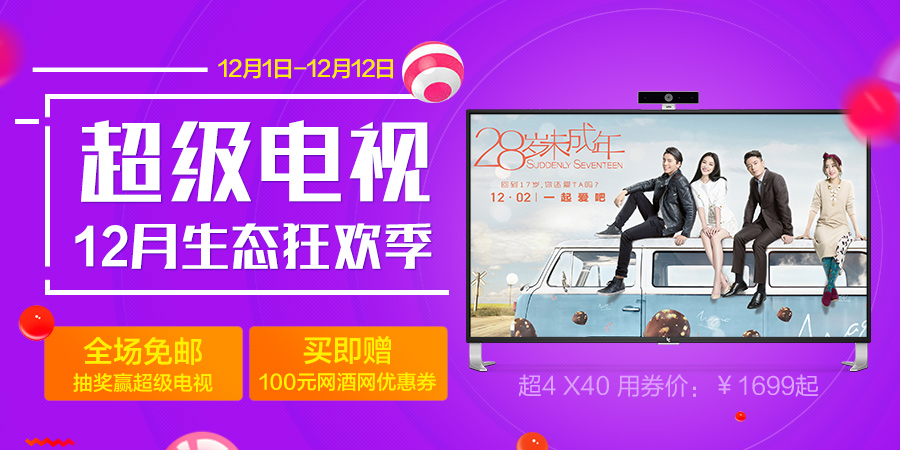 12月1日-12月12日
超级电视
12月生态狂欢季
全场免邮
抽奖赢超级电视
买即赠
100元网酒网优惠券
28岁未成年
SUDDENLY SEVENTEEN
回到17岁,你还爱TA吗?
12·02 | 一起爱吧
超4 X40 用券价：¥1699起